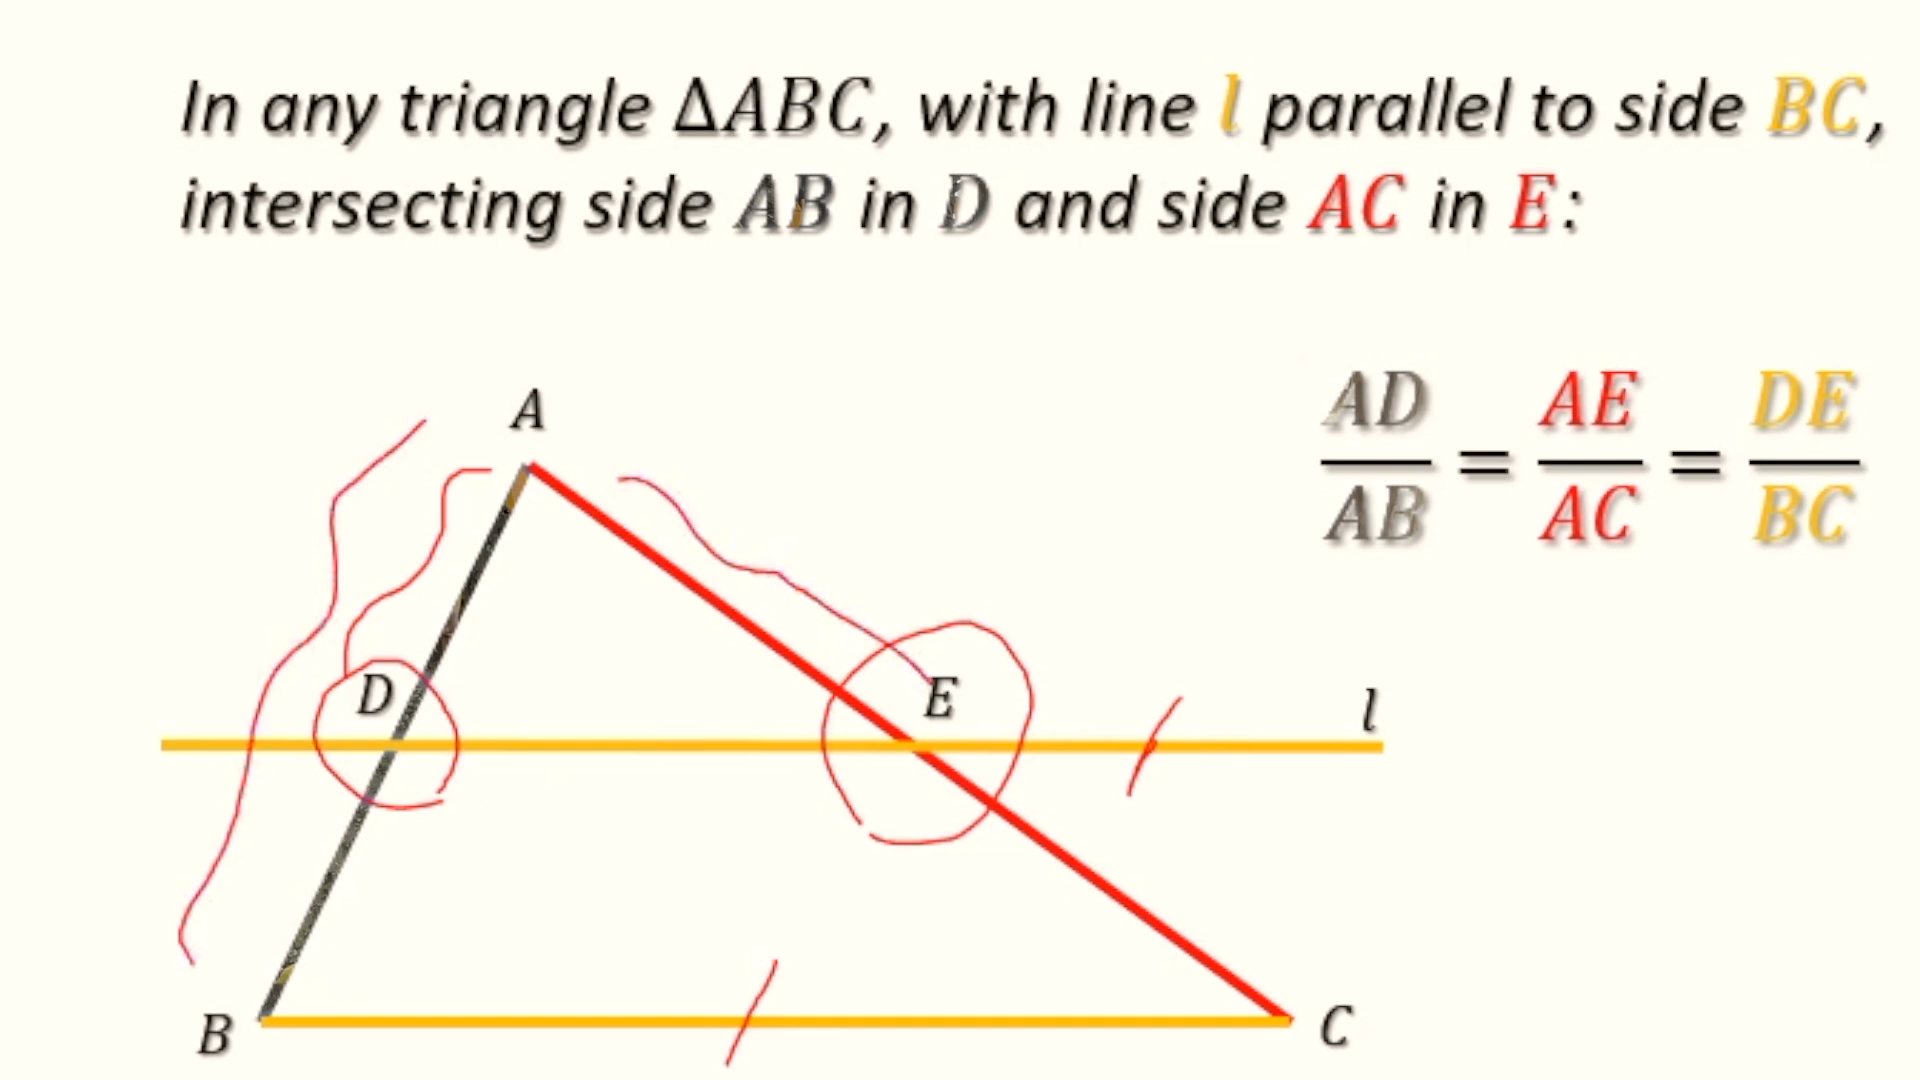 In any triangle ΔABC, with line l parallel to side BC,
intersecting side AB in D and side AC in E:
AD/AB = AE/AC = DE/BC
A
D
E
l
B
C